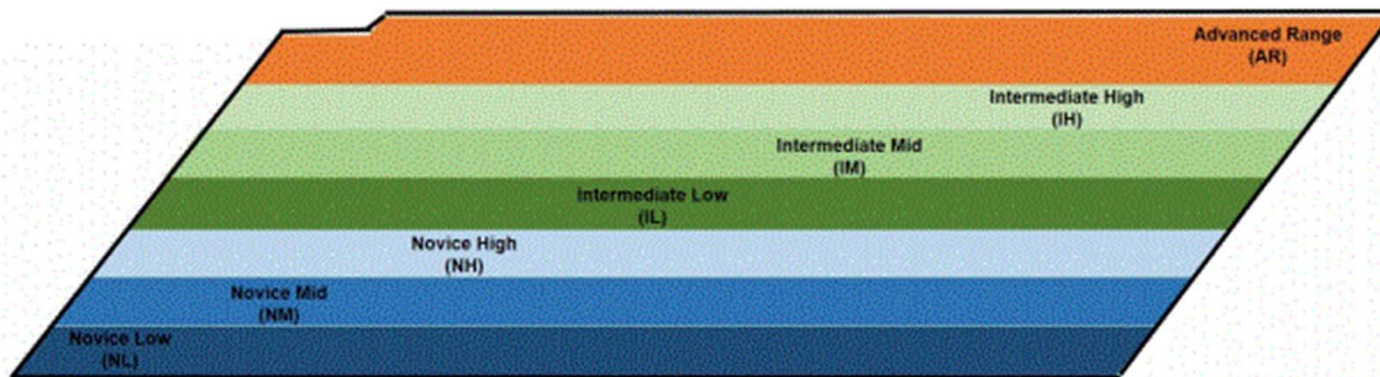 Advanced Range
(AR)
Intermediate High
(IH)
Intermediate Mid
(IM)
Intermediate Low
(IL)
Novice High
(NH)
Novice Mid
(NM)
Novice Low
(NL)